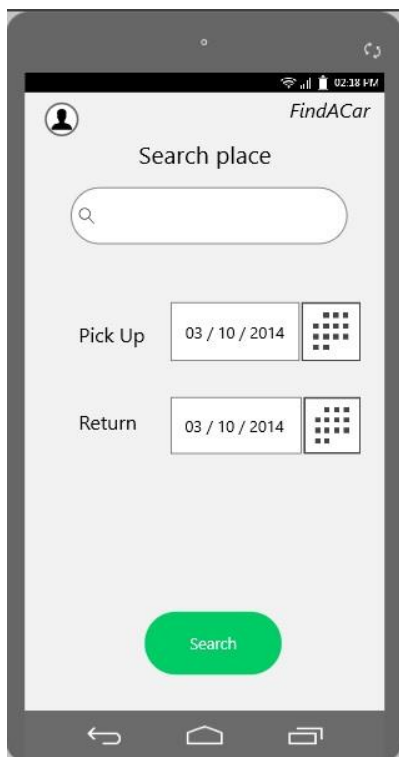 02:18 PM
FindACar
Search place
Pick Up
03 / 10 / 2014
Return
03 / 10 / 2014
Search